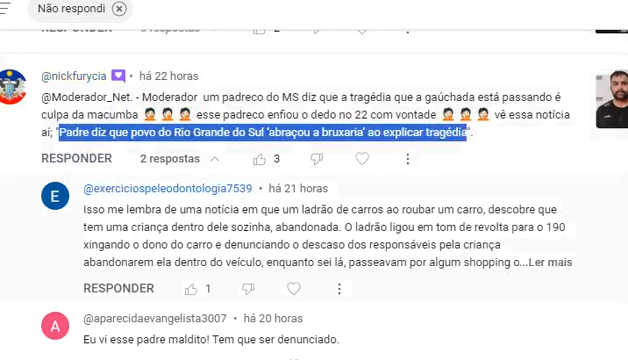 Não respondi
@nickfurycia • há 22 horas
@Moderador_Net. - Moderador um padreco do MS diz que a tragédia que a gaúchada está passando é
culpa da macumba 🤦🏻 🤦🏻 🤦🏻 esse padreco enfiou o dedo no 22 com vontade 🤦🏻 🤦🏻 🤦🏻 vê essa notícia
aí; "Padre diz que povo do Rio Grande do Sul 'abraçou a bruxaria' ao explicar tragédia".
RESPONDER 2 respostas 3
E
@exerciciospeleodontologia7539 • há 21 horas
Isso me lembra de uma notícia em que um ladrão de carros ao roubar um carro, descobre que
tem uma criança dentro dele sozinha, abandonada. O ladrão ligou em tom de revolta para o 190
xingando o dono do carro e denunciando o descaso dos responsáveis pela criança
abandonarem ela dentro do veículo, enquanto sei lá, passeavam por algum shopping o...Ler mais
RESPONDER 1
A
@aparecidaevangelista3007 • há 20 horas
Eu vi esse padre maldito! Tem que ser denunciado.